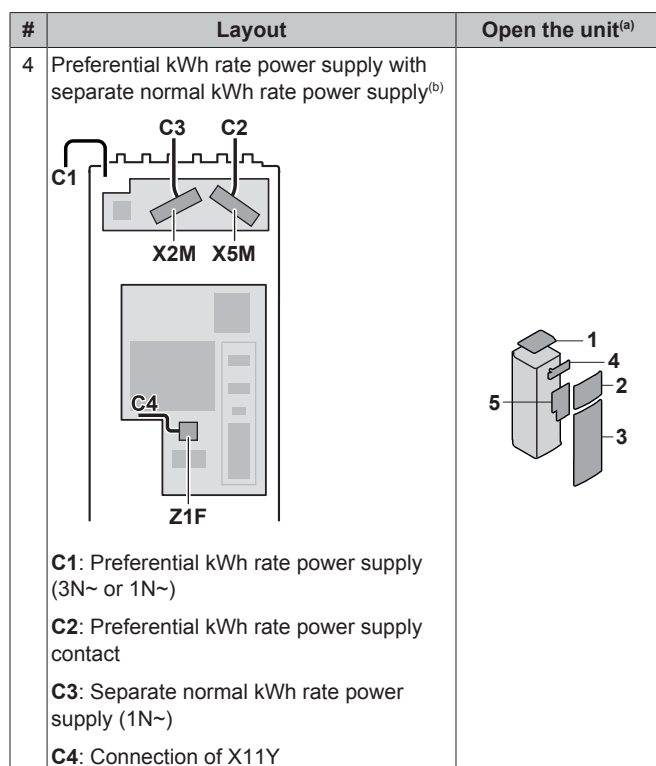 # Layout Open the unit(a)
4 Preferential kWh rate power supply with
separate normal kWh rate power supply(b)
C3 C2
C1
X2M X5M
C4
Z1F
1
4
2
5
3
C1: Preferential kWh rate power supply
(3N~ or 1N~)
C2: Preferential kWh rate power supply
contact
C3: Separate normal kWh rate power
supply (1N~)
C4: Connection of X11Y